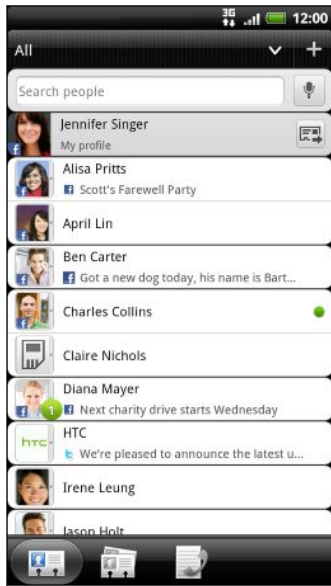 3G 12:00
All
Search people
Jennifer Singer
My profile
Alisa Pritts
Scott's Farewell Party
April Lin
Ben Carter
Got a new dog today, his name is Bart...
Charles Collins
Claire Nichols
Diana Mayer
1 Next charity drive starts Wednesday
hTC HTC
We're pleased to announce the latest u...
Irene Leung
Jason Holt